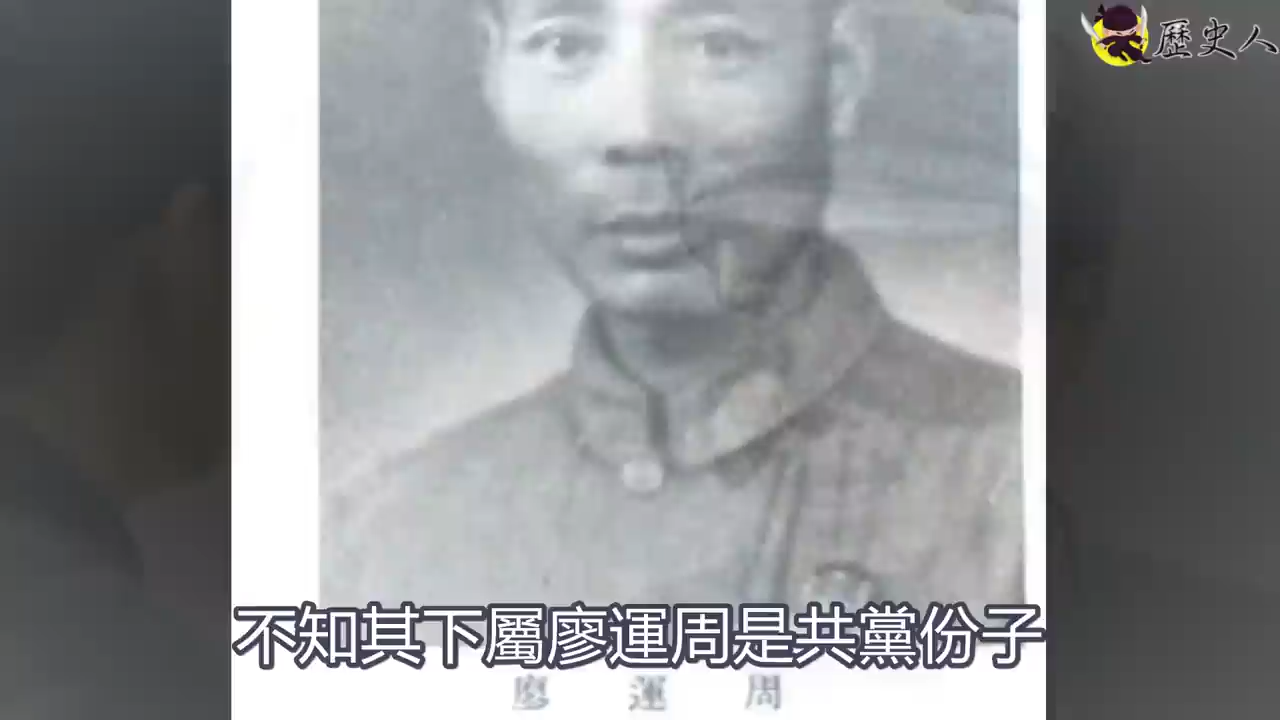 歷史人
不知其下屬廖運周是共黨份子
廖 運 周